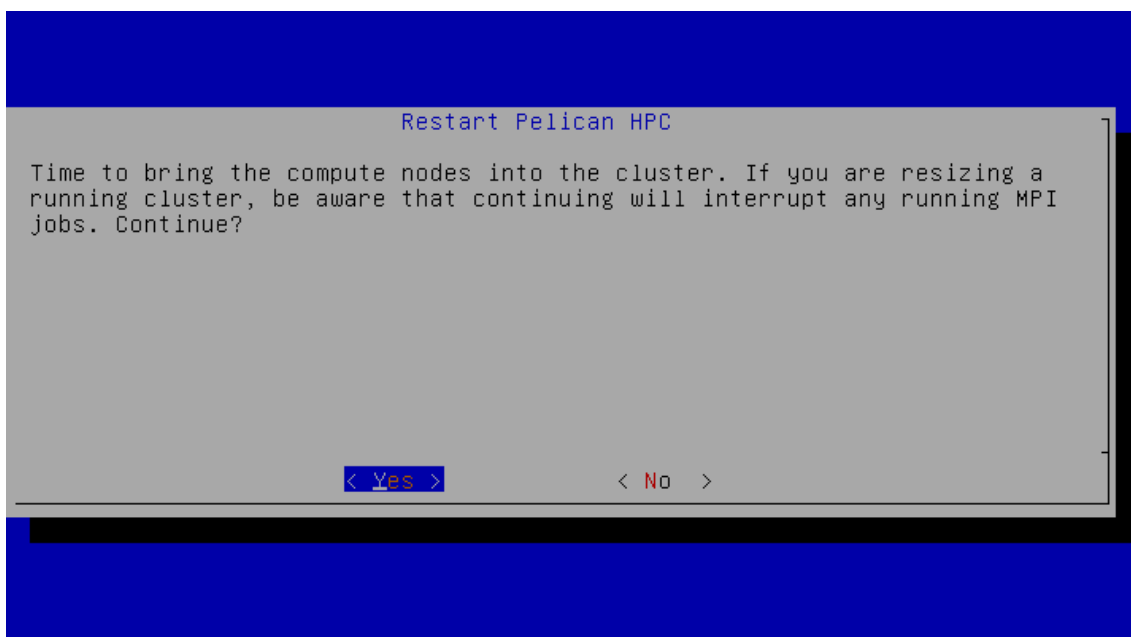 Restart Pelican HPC
Time to bring the compute nodes into the cluster. If you are resizing a
running cluster, be aware that continuing will interrupt any running MPI
jobs. Continue?
< Yes > < No >